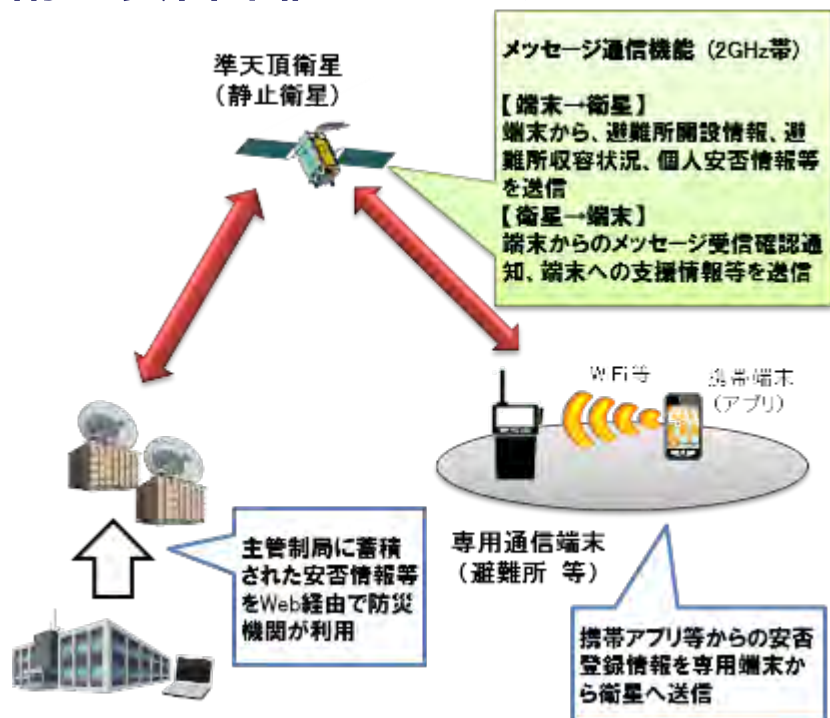 準天頂衛星
（静止衛星）
メッセージ通信機能（2GHz帯）
【端末→衛星】
端末から、避難所開設情報、避
難所収容状況、個人安否情報等
を送信
【衛星→端末】
端末からのメッセージ受信確認通
知、端末への支援情報等を送信
WiFi等
携帯端末
（アプリ）
専用通信端末
（避難所 等）
主管制局に蓄積
された安否情報等
をWeb経由で防災
機関が利用
携帯アプリ等からの安否
登録情報を専用端末か
ら衛星へ送信